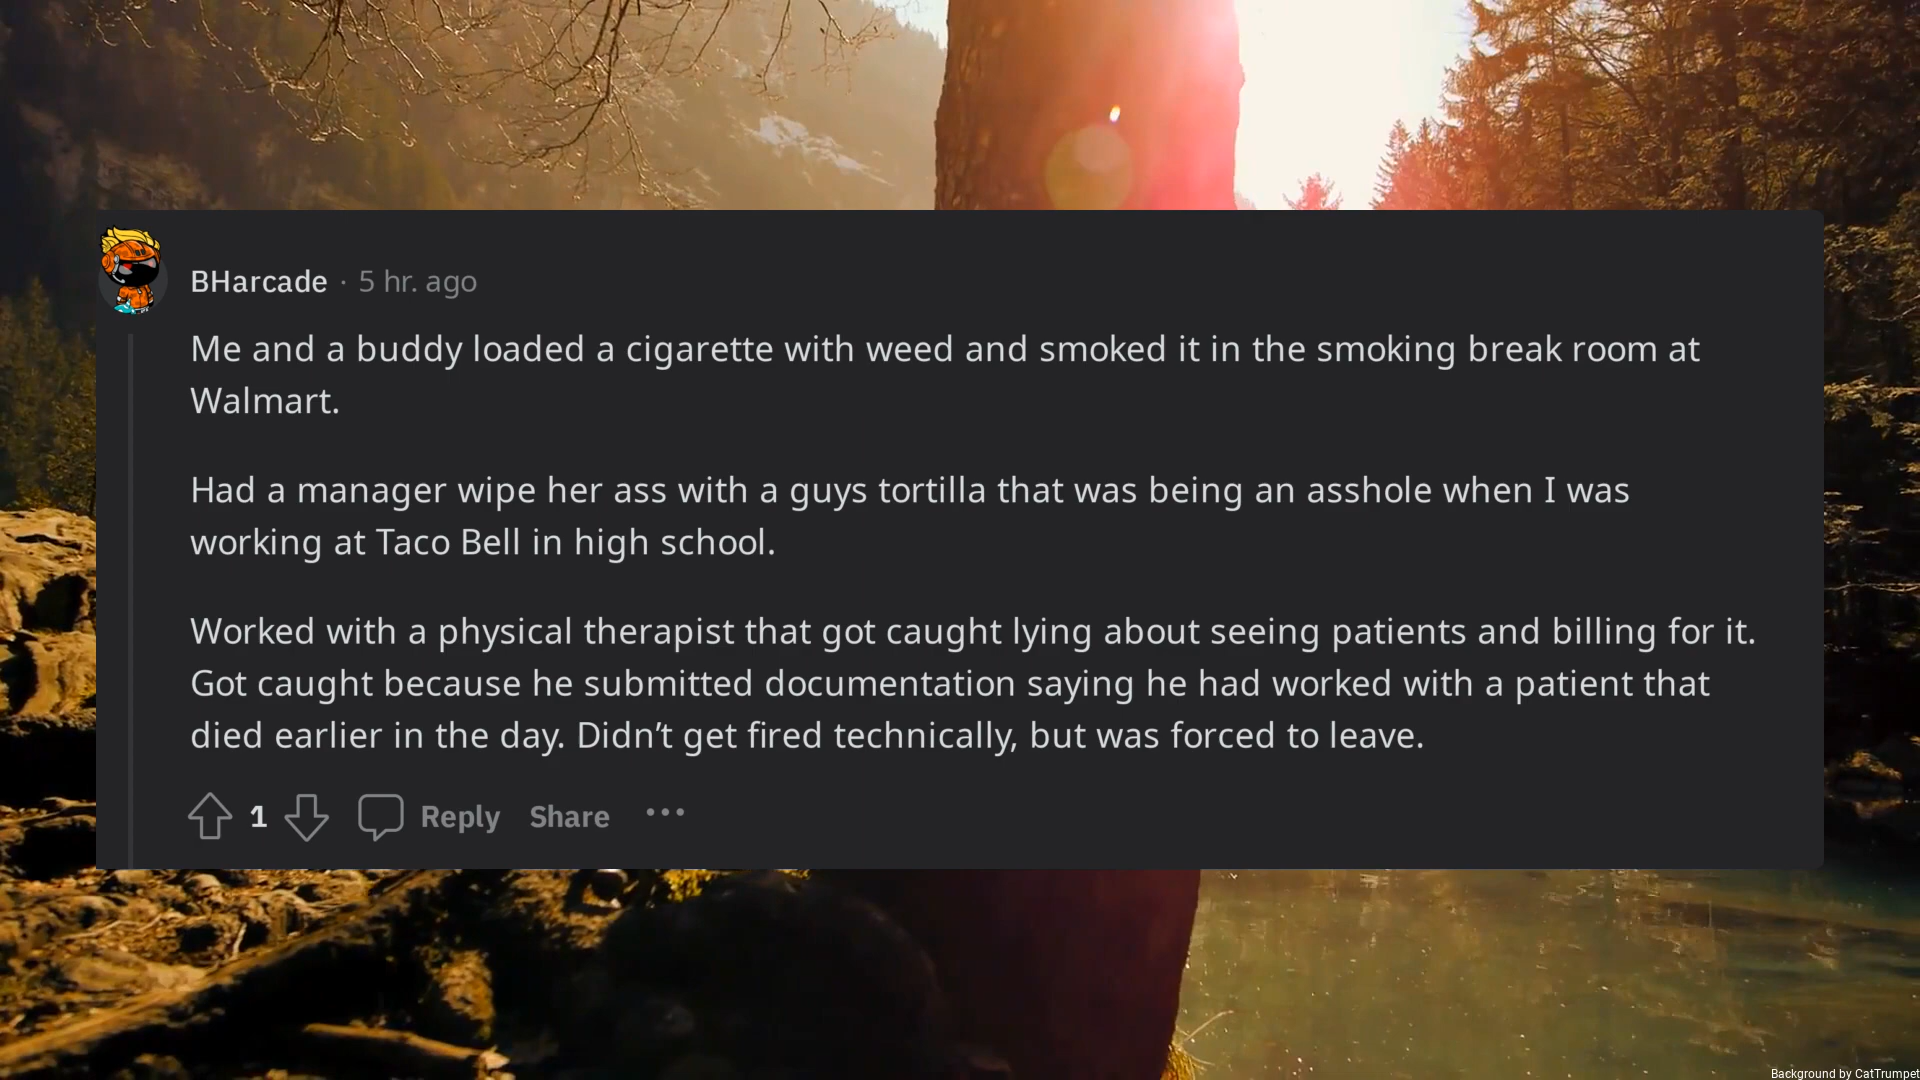 BHarcade · 5 hr. ago
Me and a buddy loaded a cigarette with weed and smoked it in the smoking break room at
Walmart.
Had a manager wipe her ass with a guys tortilla that was being an asshole when I was
working at Taco Bell in high school.
Worked with a physical therapist that got caught lying about seeing patients and billing for it.
Got caught because he submitted documentation saying he had worked with a patient that
died earlier in the day. Didn’t get fired technically, but was forced to leave.
1 Reply Share ···
Background by CatTrumpet